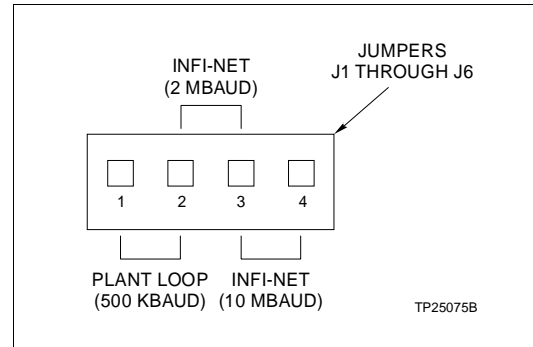 JUMPERS
J1 THROUGH J6
INFI-NET
(2 MBAUD)
1 2 3 4
PLANT LOOP
(500 KBAUD)
INFI-NET
(10 MBAUD)
TP25075B